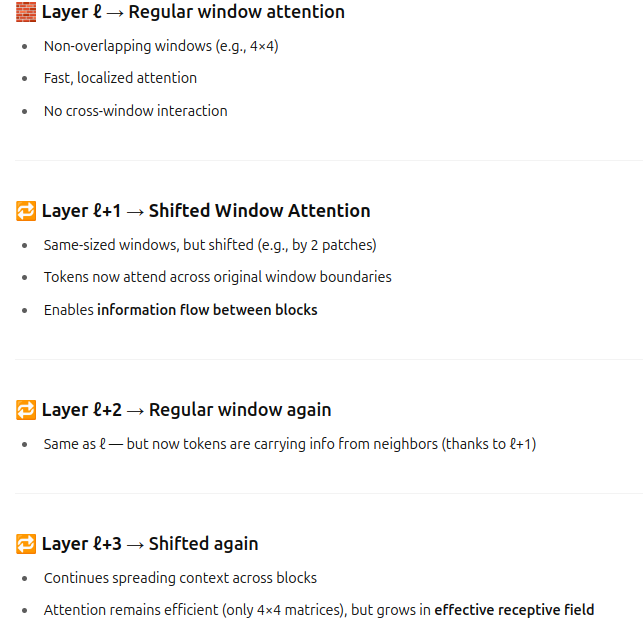 🧱 Layer ℓ → Regular window attention
• Non-overlapping windows (e.g., 4×4)
• Fast, localized attention
• No cross-window interaction
🔁 Layer ℓ+1 → Shifted Window Attention
• Same-sized windows, but shifted (e.g., by 2 patches)
• Tokens now attend across original window boundaries
• Enables information flow between blocks
🔁 Layer ℓ+2 → Regular window again
• Same as ℓ — but now tokens are carrying info from neighbors (thanks to ℓ+1)
🔁 Layer ℓ+3 → Shifted again
• Continues spreading context across blocks
• Attention remains efficient (only 4×4 matrices), but grows in effective receptive field